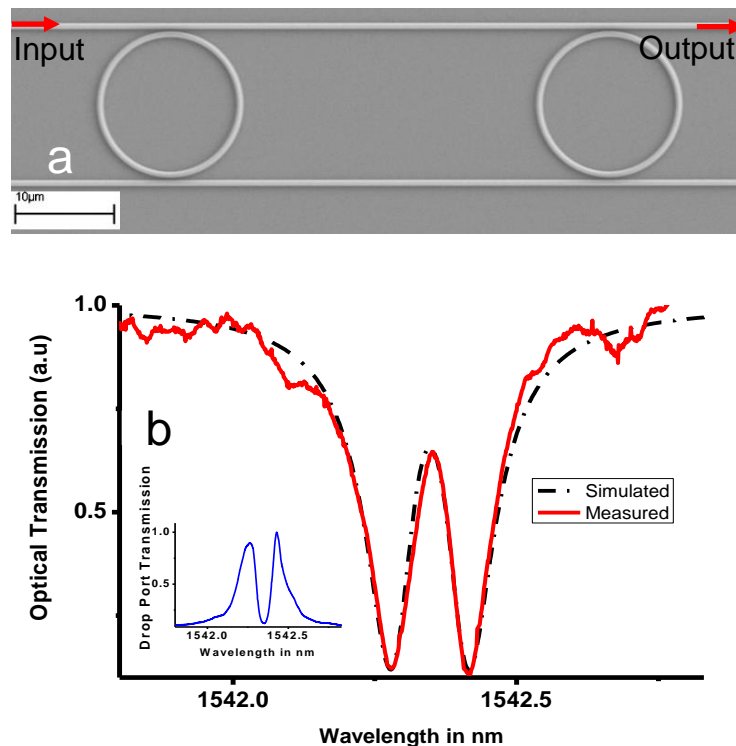 Input
Output
a
10µm
1.0
0.5
Optical Transmission (a.u)
b
Simulated
Measured
Drop Port Transmission
1.0
0.5
1542.0 1542.5
Wavelength in nm
1542.0 1542.5
Wavelength in nm